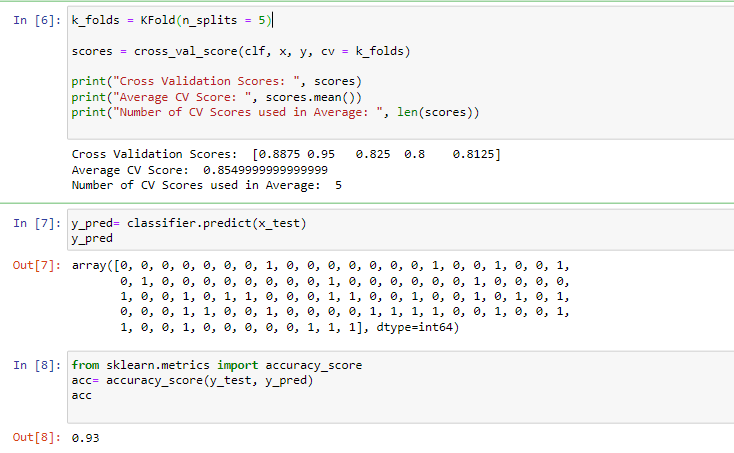 In [6]: k_folds = KFold(n_splits = 5)
scores = cross_val_score(clf, x, y, cv = k_folds)
print("Cross Validation Scores: ", scores)
print("Average CV Score: ", scores.mean())
print("Number of CV Scores used in Average: ", len(scores))
Cross Validation Scores:  [0.8875 0.95   0.825  0.8    0.8125]
Average CV Score:  0.8549999999999999
Number of CV Scores used in Average:  5
In [7]: y_pred= classifier.predict(x_test)
y_pred
Out[7]: array([0, 0, 0, 0, 0, 0, 0, 1, 0, 0, 0, 0, 0, 0, 0, 1, 0, 0, 1, 0, 0, 1,
0, 1, 0, 0, 0, 0, 0, 0, 0, 0, 1, 0, 0, 0, 0, 0, 0, 1, 0, 0, 0, 0,
1, 0, 0, 1, 0, 1, 1, 0, 0, 0, 1, 1, 0, 0, 1, 0, 0, 1, 0, 1, 0, 1,
0, 0, 0, 1, 1, 0, 0, 1, 0, 0, 0, 0, 1, 1, 1, 1, 0, 0, 1, 0, 0, 1,
1, 0, 0, 1, 0, 0, 0, 0, 0, 1, 1, 1], dtype=int64)
In [8]: from sklearn.metrics import accuracy_score
acc= accuracy_score(y_test, y_pred)
acc
Out[8]: 0.93